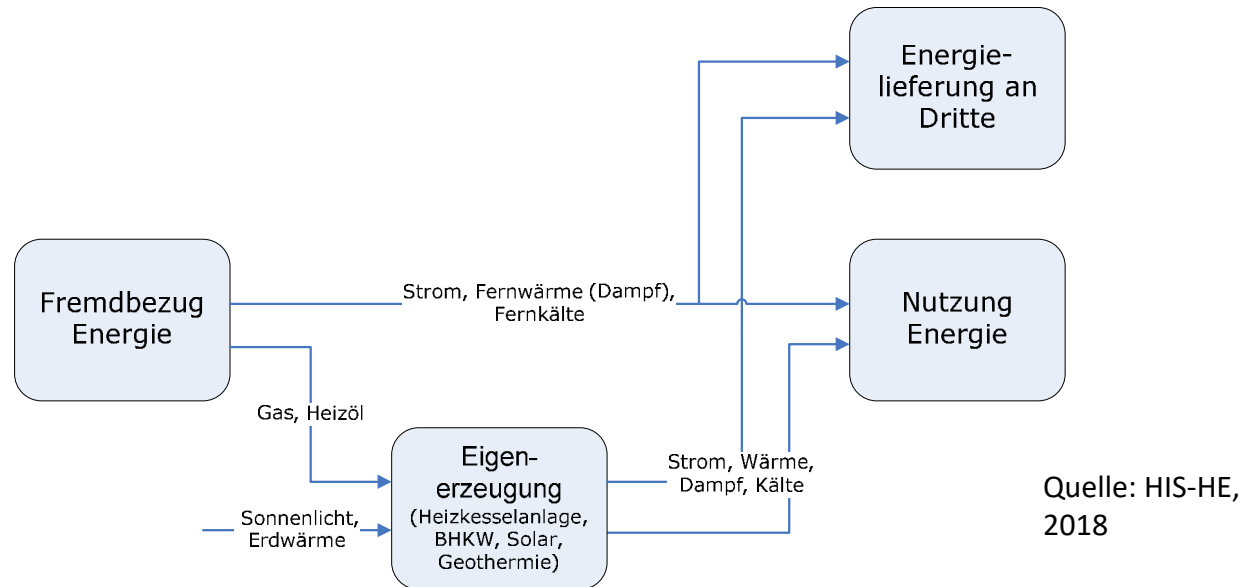 Energie-
lieferung an
Dritte
Fremdbezug
Energie
Strom, Fernwärme (Dampf),
Fernkälte
Nutzung
Energie
Gas, Heizöl
Eigen-
erzeugung
(Heizkesselanlage,
BHKW, Solar,
Geothermie)
Strom, Wärme,
Dampf, Kälte
Sonnenlicht,
Erdwärme
Quelle: HIS-HE,
2018